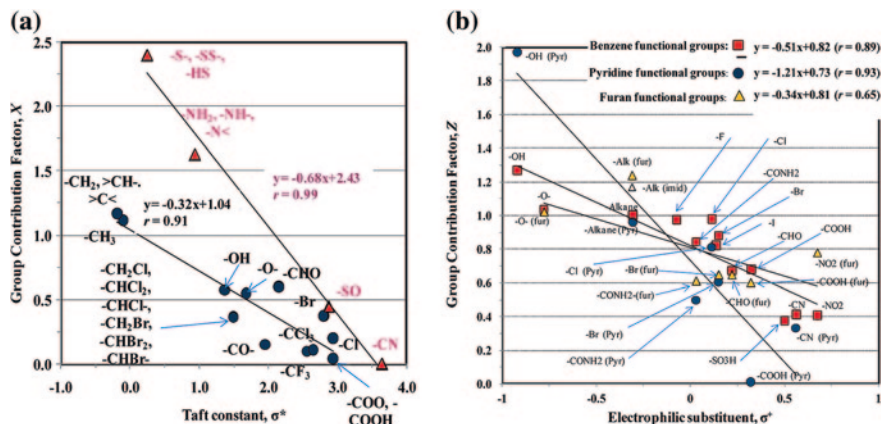 (a)
Group Contribution Factor, X
2.5
2.0
1.5
1.0
0.5
0.0
-1.0
0.0
1.0
2.0
3.0
4.0
Taft constant, σ*
-S-, -SS-,
-HS
-NH₂, -NH-,
-N<
y= -0.68x+2.43
r = 0.99
-CH₂, >CH-.
>C<
y= -0.32x+1.04
r = 0.91
-CH₃
-CH₂Cl,
-CHCl₂,
-CHCl-,
-CH₂Br,
-CHBr₂,
-CHBr-
-OH
-O-
-CHO
-Br
-SO
-CCl₃
-Cl
-CN
-CO-
-CF₃
-COO, -
COOH
(b)
Group Contribution Factor, Z
2.0
1.8
1.6
1.4
1.2
1.0
0.8
0.6
0.4
0.2
0.0
-1
-0.5
0
0.5
1
Electrophilic substituent, σ⁺
Benzene functional groups: y = -0.51x+0.82 (r = 0.89)
Pyridine functional groups: y = -1.21x+0.73 (r = 0.93)
Furan functional groups: y = -0.34x+0.81 (r = 0.65)
-OH (Pyr)
-OH
-O-
-O- (fur)
-Alk (fur)
-Alk (imid)
Alkane
-Alkane (Pyr)
-F
-Cl
-CONH2
-Br
-I
-CHO
-COOH
-NO2 (fur)
-COOH (fur)
-Cl (Pyr)
-Br (fur)
-CONH2-(fur)
-CHO (fur)
-CN
-NO2
-Br (Pyr)
-CN (Pyr)
-CONH2 (Pyr)
-SO3H
-COOH (Pyr)